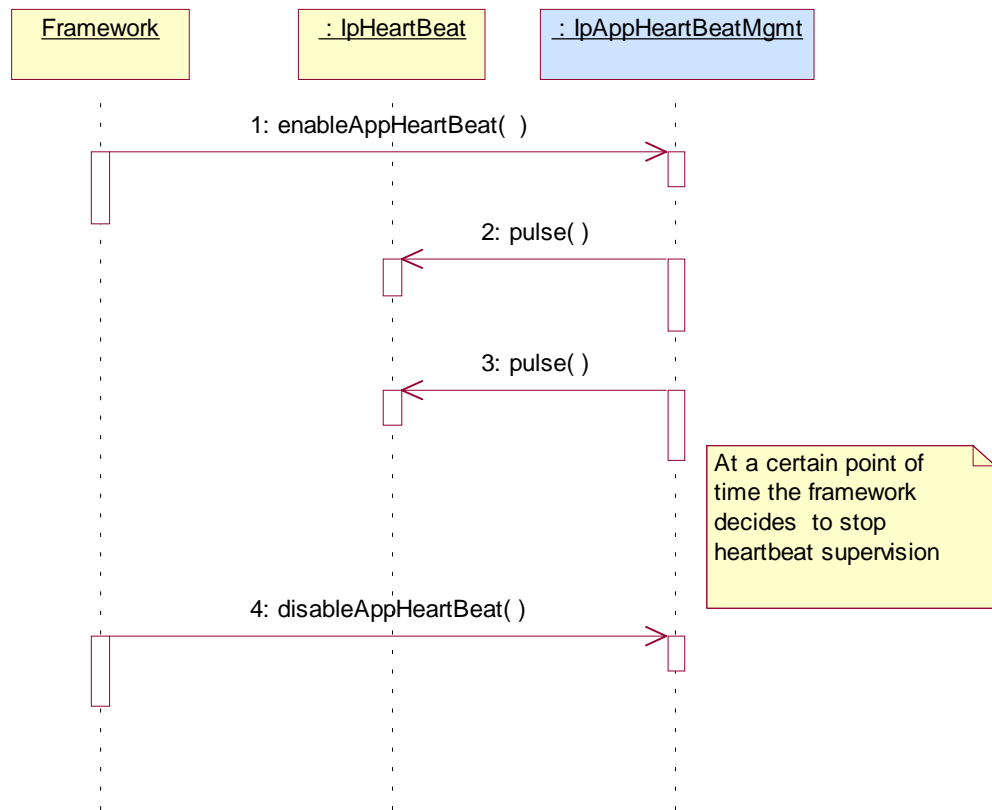 Framework
: IpHeartBeat
: IpAppHeartBeatMgmt
1: enableAppHeartBeat( )
2: pulse( )
3: pulse( )
At a certain point of
time the framework
decides to stop
heartbeat supervision
4: disableAppHeartBeat( )